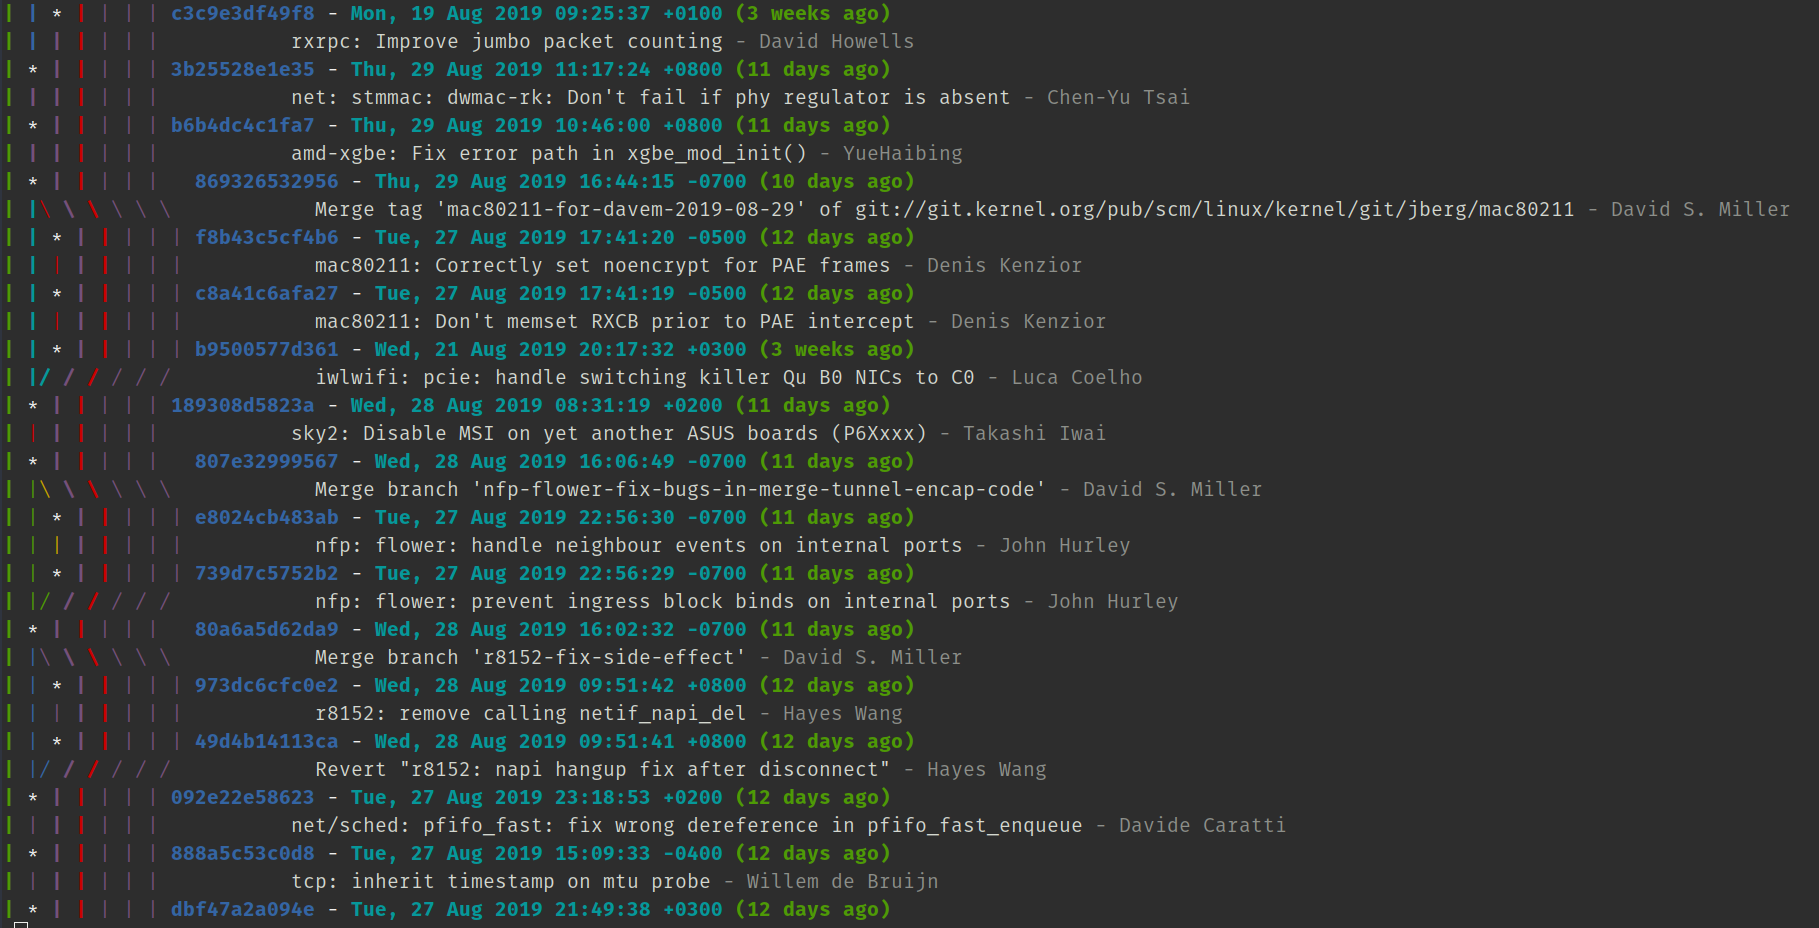 | | * | | | | c3c9e3df49f8 - Mon, 19 Aug 2019 09:25:37 +0100 (3 weeks ago)
| | | | | | | rxrpc: Improve jumbo packet counting - David Howells
| * | | | | | 3b25528e1e35 - Thu, 29 Aug 2019 11:17:24 +0800 (11 days ago)
| | | | | | | net: stmmac: dwmac-rk: Don't fail if phy regulator is absent - Chen-Yu Tsai
| * | | | | | b6b4dc4c1fa7 - Thu, 29 Aug 2019 10:46:00 +0800 (11 days ago)
| | | | | | | amd-xgbe: Fix error path in xgbe_mod_init() - YueHaibing
| * | | | | | 869326532956 - Thu, 29 Aug 2019 16:44:15 -0700 (10 days ago)
| |\ \ \ \ \ \ Merge tag 'mac80211-for-davem-2019-08-29' of git://git.kernel.org/pub/scm/linux/kernel/git/jberg/mac80211 - David S. Miller
| | * | | | | | f8b43c5cf4b6 - Tue, 27 Aug 2019 17:41:20 -0500 (12 days ago)
| | | | | | | | mac80211: Correctly set noencrypt for PAE frames - Denis Kenzior
| | * | | | | | c8a41c6afa27 - Tue, 27 Aug 2019 17:41:19 -0500 (12 days ago)
| | | | | | | | mac80211: Don't memset RXCB prior to PAE intercept - Denis Kenzior
| | * | | | | | b9500577d361 - Wed, 21 Aug 2019 20:17:32 +0300 (3 weeks ago)
| |/ / / / / / iwlwifi: pcie: handle switching killer Qu B0 NICs to C0 - Luca Coelho
| * | | | | | 189308d5823a - Wed, 28 Aug 2019 08:31:19 +0200 (11 days ago)
| | | | | | | sky2: Disable MSI on yet another ASUS boards (P6Xxxx) - Takashi Iwai
| * | | | | | 807e32999567 - Wed, 28 Aug 2019 16:06:49 -0700 (11 days ago)
| |\ \ \ \ \ \ Merge branch 'nfp-flower-fix-bugs-in-merge-tunnel-encap-code' - David S. Miller
| | * | | | | | e8024cb483ab - Tue, 27 Aug 2019 22:56:30 -0700 (11 days ago)
| | | | | | | | nfp: flower: handle neighbour events on internal ports - John Hurley
| | * | | | | | 739d7c5752b2 - Tue, 27 Aug 2019 22:56:29 -0700 (11 days ago)
| |/ / / / / / nfp: flower: prevent ingress block binds on internal ports - John Hurley
| * | | | | | 80a6a5d62da9 - Wed, 28 Aug 2019 16:02:32 -0700 (11 days ago)
| |\ \ \ \ \ \ Merge branch 'r8152-fix-side-effect' - David S. Miller
| | * | | | | | 973dc6cfc0e2 - Wed, 28 Aug 2019 09:51:42 +0800 (12 days ago)
| | | | | | | | r8152: remove calling netif_napi_del - Hayes Wang
| | * | | | | | 49d4b14113ca - Wed, 28 Aug 2019 09:51:41 +0800 (12 days ago)
| |/ / / / / / Revert "r8152: napi hangup fix after disconnect" - Hayes Wang
| * | | | | | 092e22e58623 - Tue, 27 Aug 2019 23:18:53 +0200 (12 days ago)
| | | | | | | net/sched: pfifo_fast: fix wrong dereference in pfifo_fast_enqueue - Davide Caratti
| * | | | | | 888a5c53c0d8 - Tue, 27 Aug 2019 15:09:33 -0400 (12 days ago)
| | | | | | | tcp: inherit timestamp on mtu probe - Willem de Bruijn
| * | | | | | dbf47a2a094e - Tue, 27 Aug 2019 21:49:38 +0300 (12 days ago)